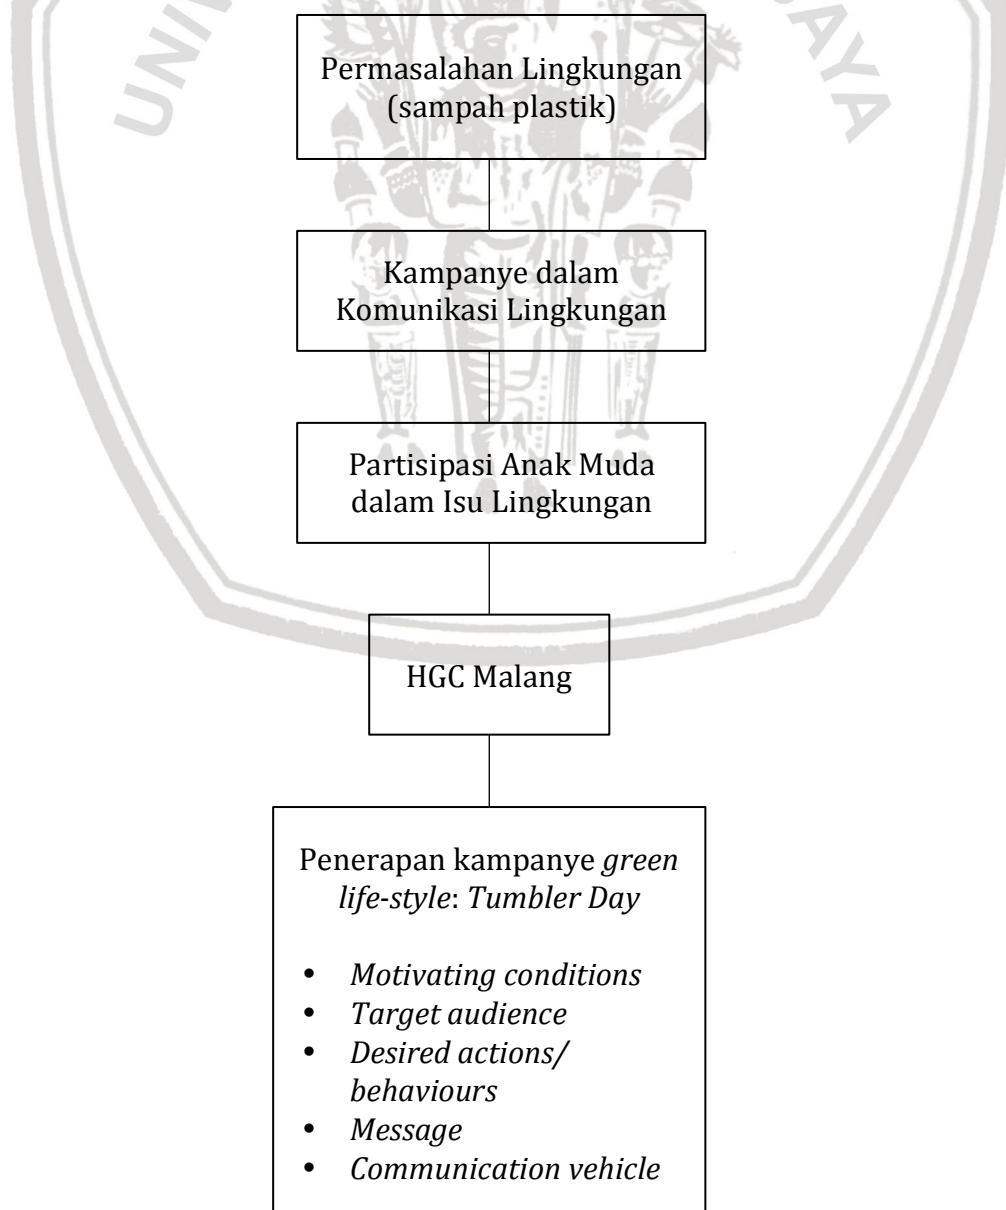 Permasalahan Lingkungan
(sampah plastik)
Kampanye dalam
Komunikasi Lingkungan
Partisipasi Anak Muda
dalam Isu Lingkungan
HGC Malang
Penerapan kampanye green
life-style: Tumbler Day
• Motivating conditions
• Target audience
• Desired actions/
behaviours
• Message
• Communication vehicle